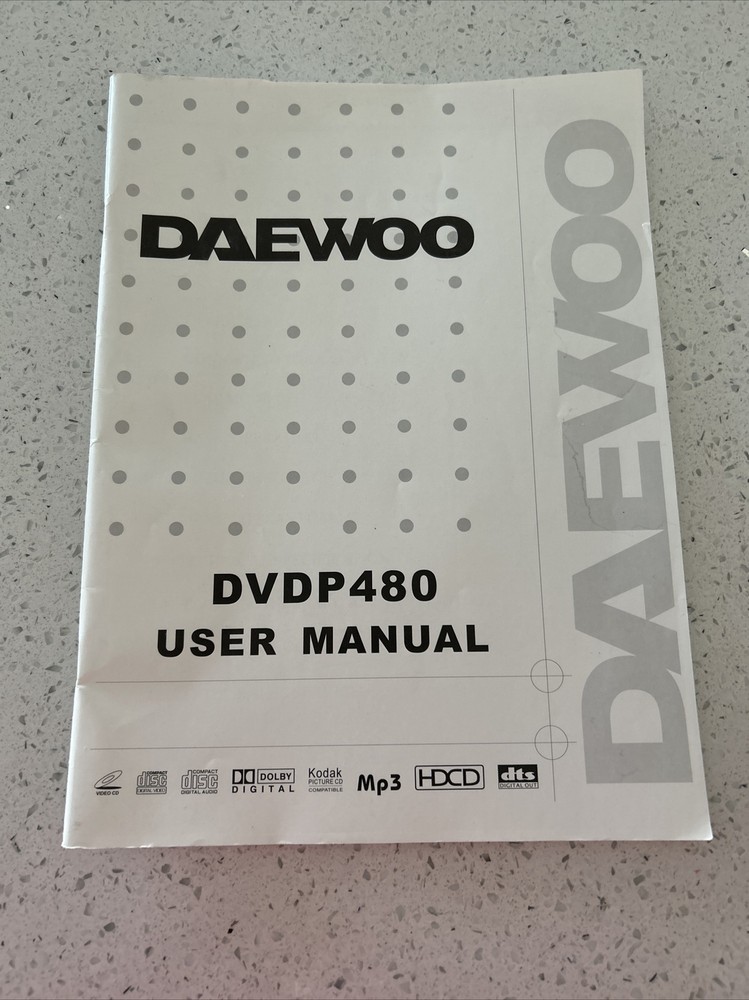 DAEWOO
DAEWOO
DVDP480
USER MANUAL
VIDEO CD
COMPACT disc DIGITAL VIDEO
COMPACT disc DIGITAL AUDIO
DOLBY DIGITAL
Kodak PICTURE CD COMPATIBLE
Mp3
HDCD
dts DIGITAL OUT